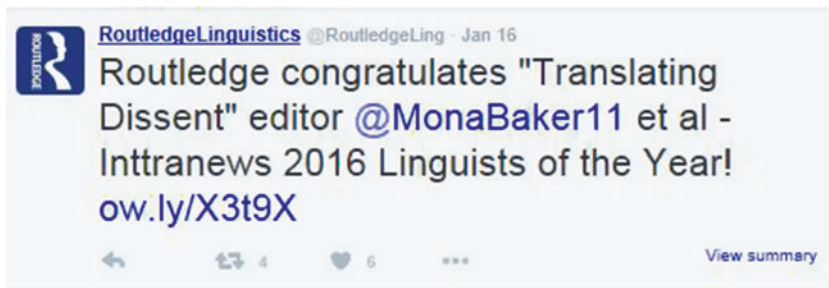 ROUTLEDGE
RoutledgeLinguistics @RoutledgeLing · Jan 16
Routledge congratulates "Translating
Dissent" editor @MonaBaker11 et al -
Inttranews 2016 Linguists of the Year!
ow.ly/X3t9X
4 6
View summary